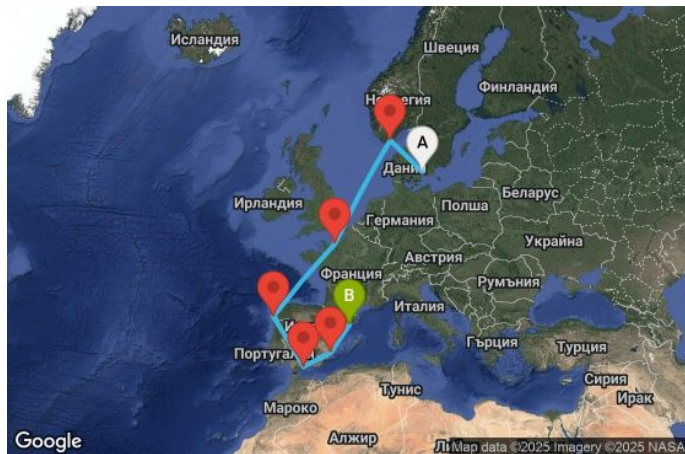 Исландия
Швеция
Финландия
Норвегия
A
Дания
Беларус
Ирландия
Полша
Германия
Украйна
Австрия
Франция
Румъния
B
Италия
Португалия
Гърция
Турция
Сирия
Тунис
Ирак
Мароко
Алжир
Google
Map data ©2025 Imagery ©2025 NASA